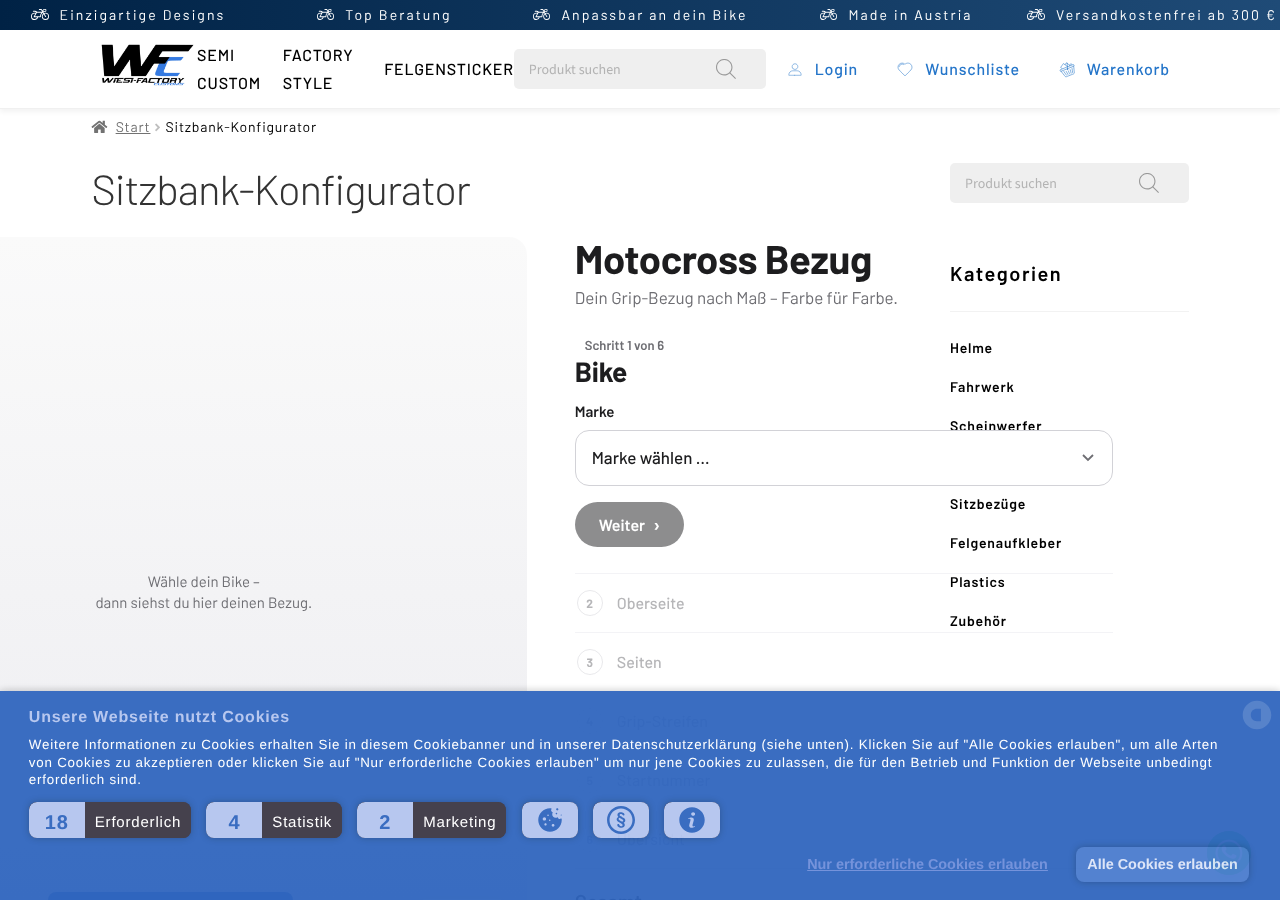 Einzigartige Designs
Top Beratung
Anpassbar an dein Bike
Made in Austria
Versandkostenfrei ab 300 €
WIESI-FACTORY
SEMI CUSTOM
FACTORY STYLE
FELGENSTICKER
Produkt suchen
Login
Wunschliste
Warenkorb
Start
Sitzbank-Konfigurator
Sitzbank-Konfigurator
Produkt suchen
Motocross Bezug
Dein Grip-Bezug nach Maß – Farbe für Farbe.
Schritt 1 von 6
Bike
Marke
Marke wählen ...
Weiter ›
2 Oberseite
3 Seiten
Wähle dein Bike –
dann siehst du hier deinen Bezug.
Kategorien
Helme
Fahrwerk
Scheinwerfer
Sitzbezüge
Felgenaufkleber
Plastics
Zubehör
Unsere Webseite nutzt Cookies
Weitere Informationen zu Cookies erhalten Sie in diesem Cookiebanner und in unserer Datenschutzerklärung (siehe unten). Klicken Sie auf "Alle Cookies erlauben", um alle Arten
von Cookies zu akzeptieren oder klicken Sie auf "Nur erforderliche Cookies erlauben" um nur jene Cookies zu zulassen, die für den Betrieb und Funktion der Webseite unbedingt
erforderlich sind.
18 Erforderlich
4 Statistik
2 Marketing
Nur erforderliche Cookies erlauben
Alle Cookies erlauben